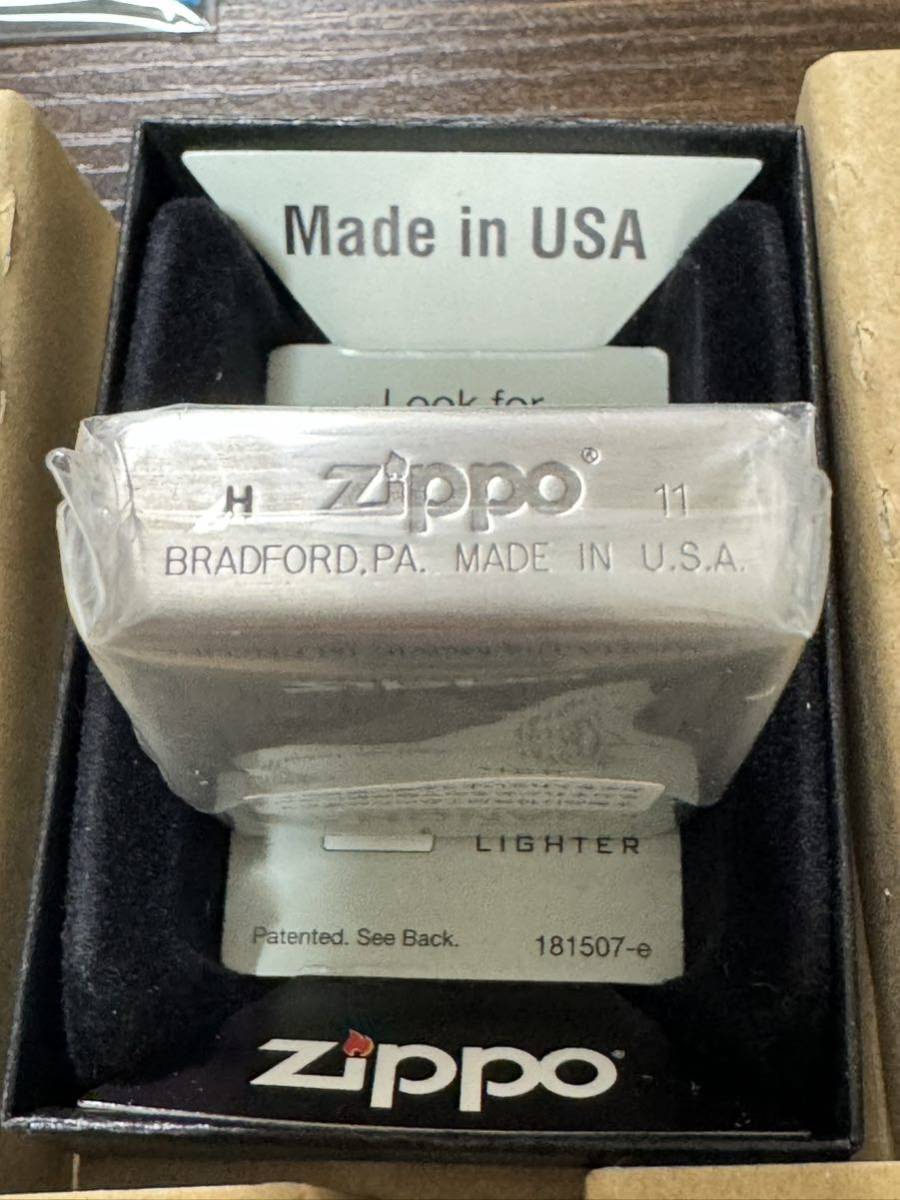 Made in USA
Look for
H zippo® 11
BRADFORD,PA. MADE IN U.S.A.
LIGHTER
Patented. See Back. 181507-e
zippo